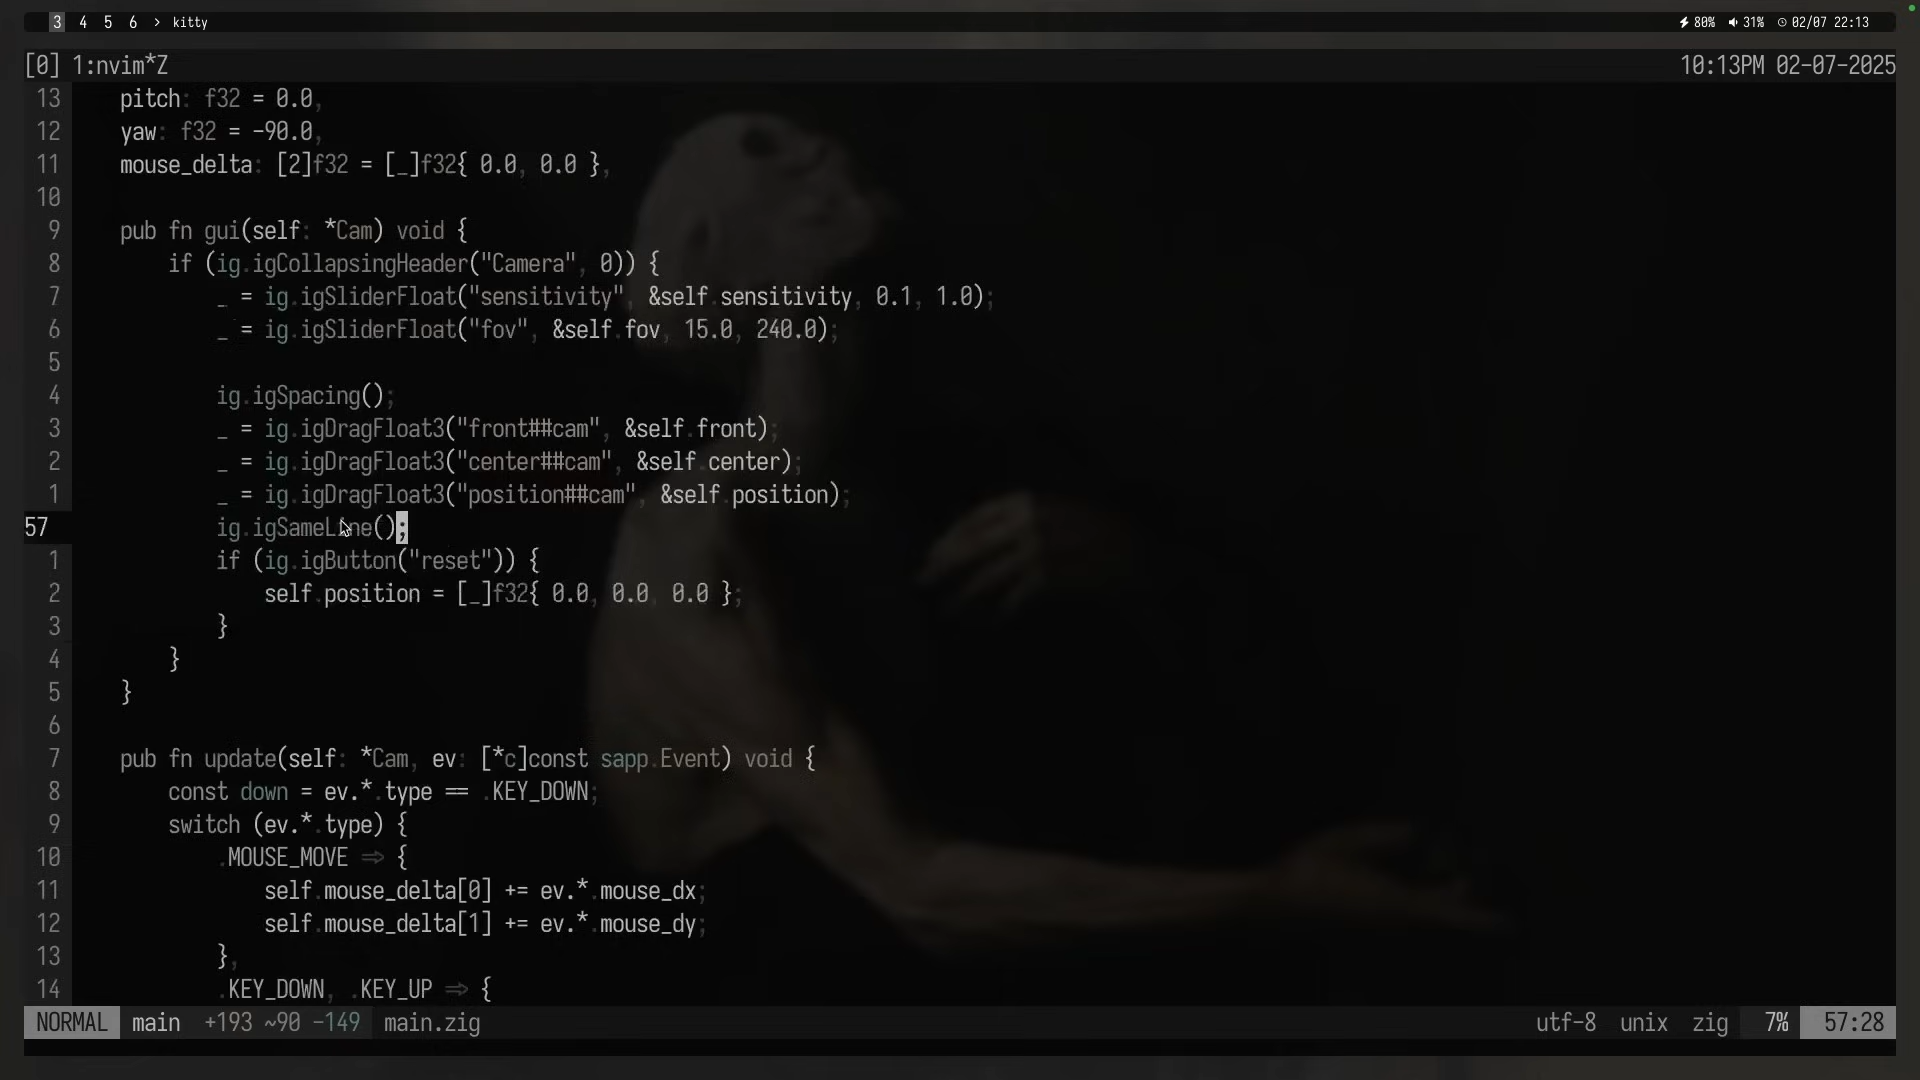 3 4 5 6 > kitty 80% 31% 02/07 22:13
[0] 1:nvim*Z 10:13PM 02-07-2025
13 pitch: f32 = 0.0,
12 yaw: f32 = -90.0,
11 mouse_delta: [2]f32 = [_]f32{ 0.0, 0.0 },
10
9 pub fn gui(self: *Cam) void {
8 if (ig.igCollapsingHeader("Camera", 0)) {
7 _ = ig.igSliderFloat("sensitivity", &self.sensitivity, 0.1, 1.0);
6 _ = ig.igSliderFloat("fov", &self.fov, 15.0, 240.0);
5
4 ig.igSpacing();
3 _ = ig.igDragFloat3("front##cam", &self.front);
2 _ = ig.igDragFloat3("center##cam", &self.center);
1 _ = ig.igDragFloat3("position##cam", &self.position);
57 ig.igSameLine();
1 if (ig.igButton("reset")) {
2 self.position = [_]f32{ 0.0, 0.0, 0.0 };
3 }
4 }
5 }
6
7 pub fn update(self: *Cam, ev: [*c]const sapp.Event) void {
8 const down = ev.*.type == .KEY_DOWN;
9 switch (ev.*.type) {
10 .MOUSE_MOVE => {
11 self.mouse_delta[0] += ev.*.mouse_dx;
12 self.mouse_delta[1] += ev.*.mouse_dy;
13 },
14 .KEY_DOWN, .KEY_UP => {
NORMAL main +193 ~90 -149 main.zig utf-8 unix zig 7% 57:28